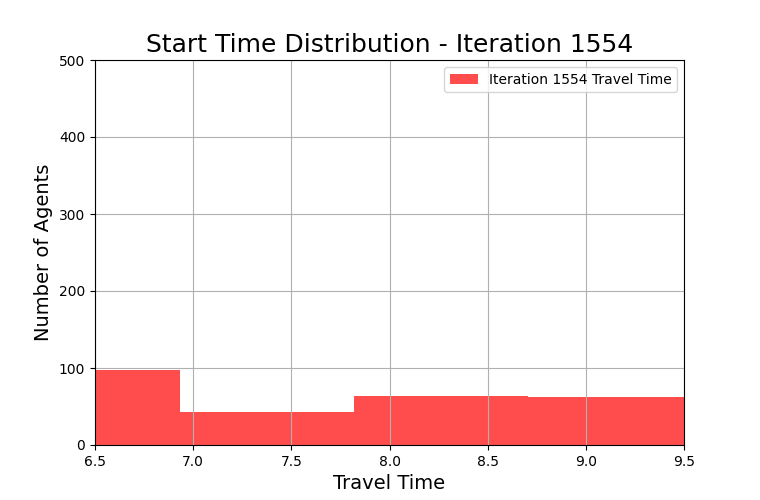 Start Time Distribution - Iteration 1554
Iteration 1554 Travel Time
Number of Agents
500
400
300
200
100
0
6.5 7.0 7.5 8.0 8.5 9.0 9.5
Travel Time